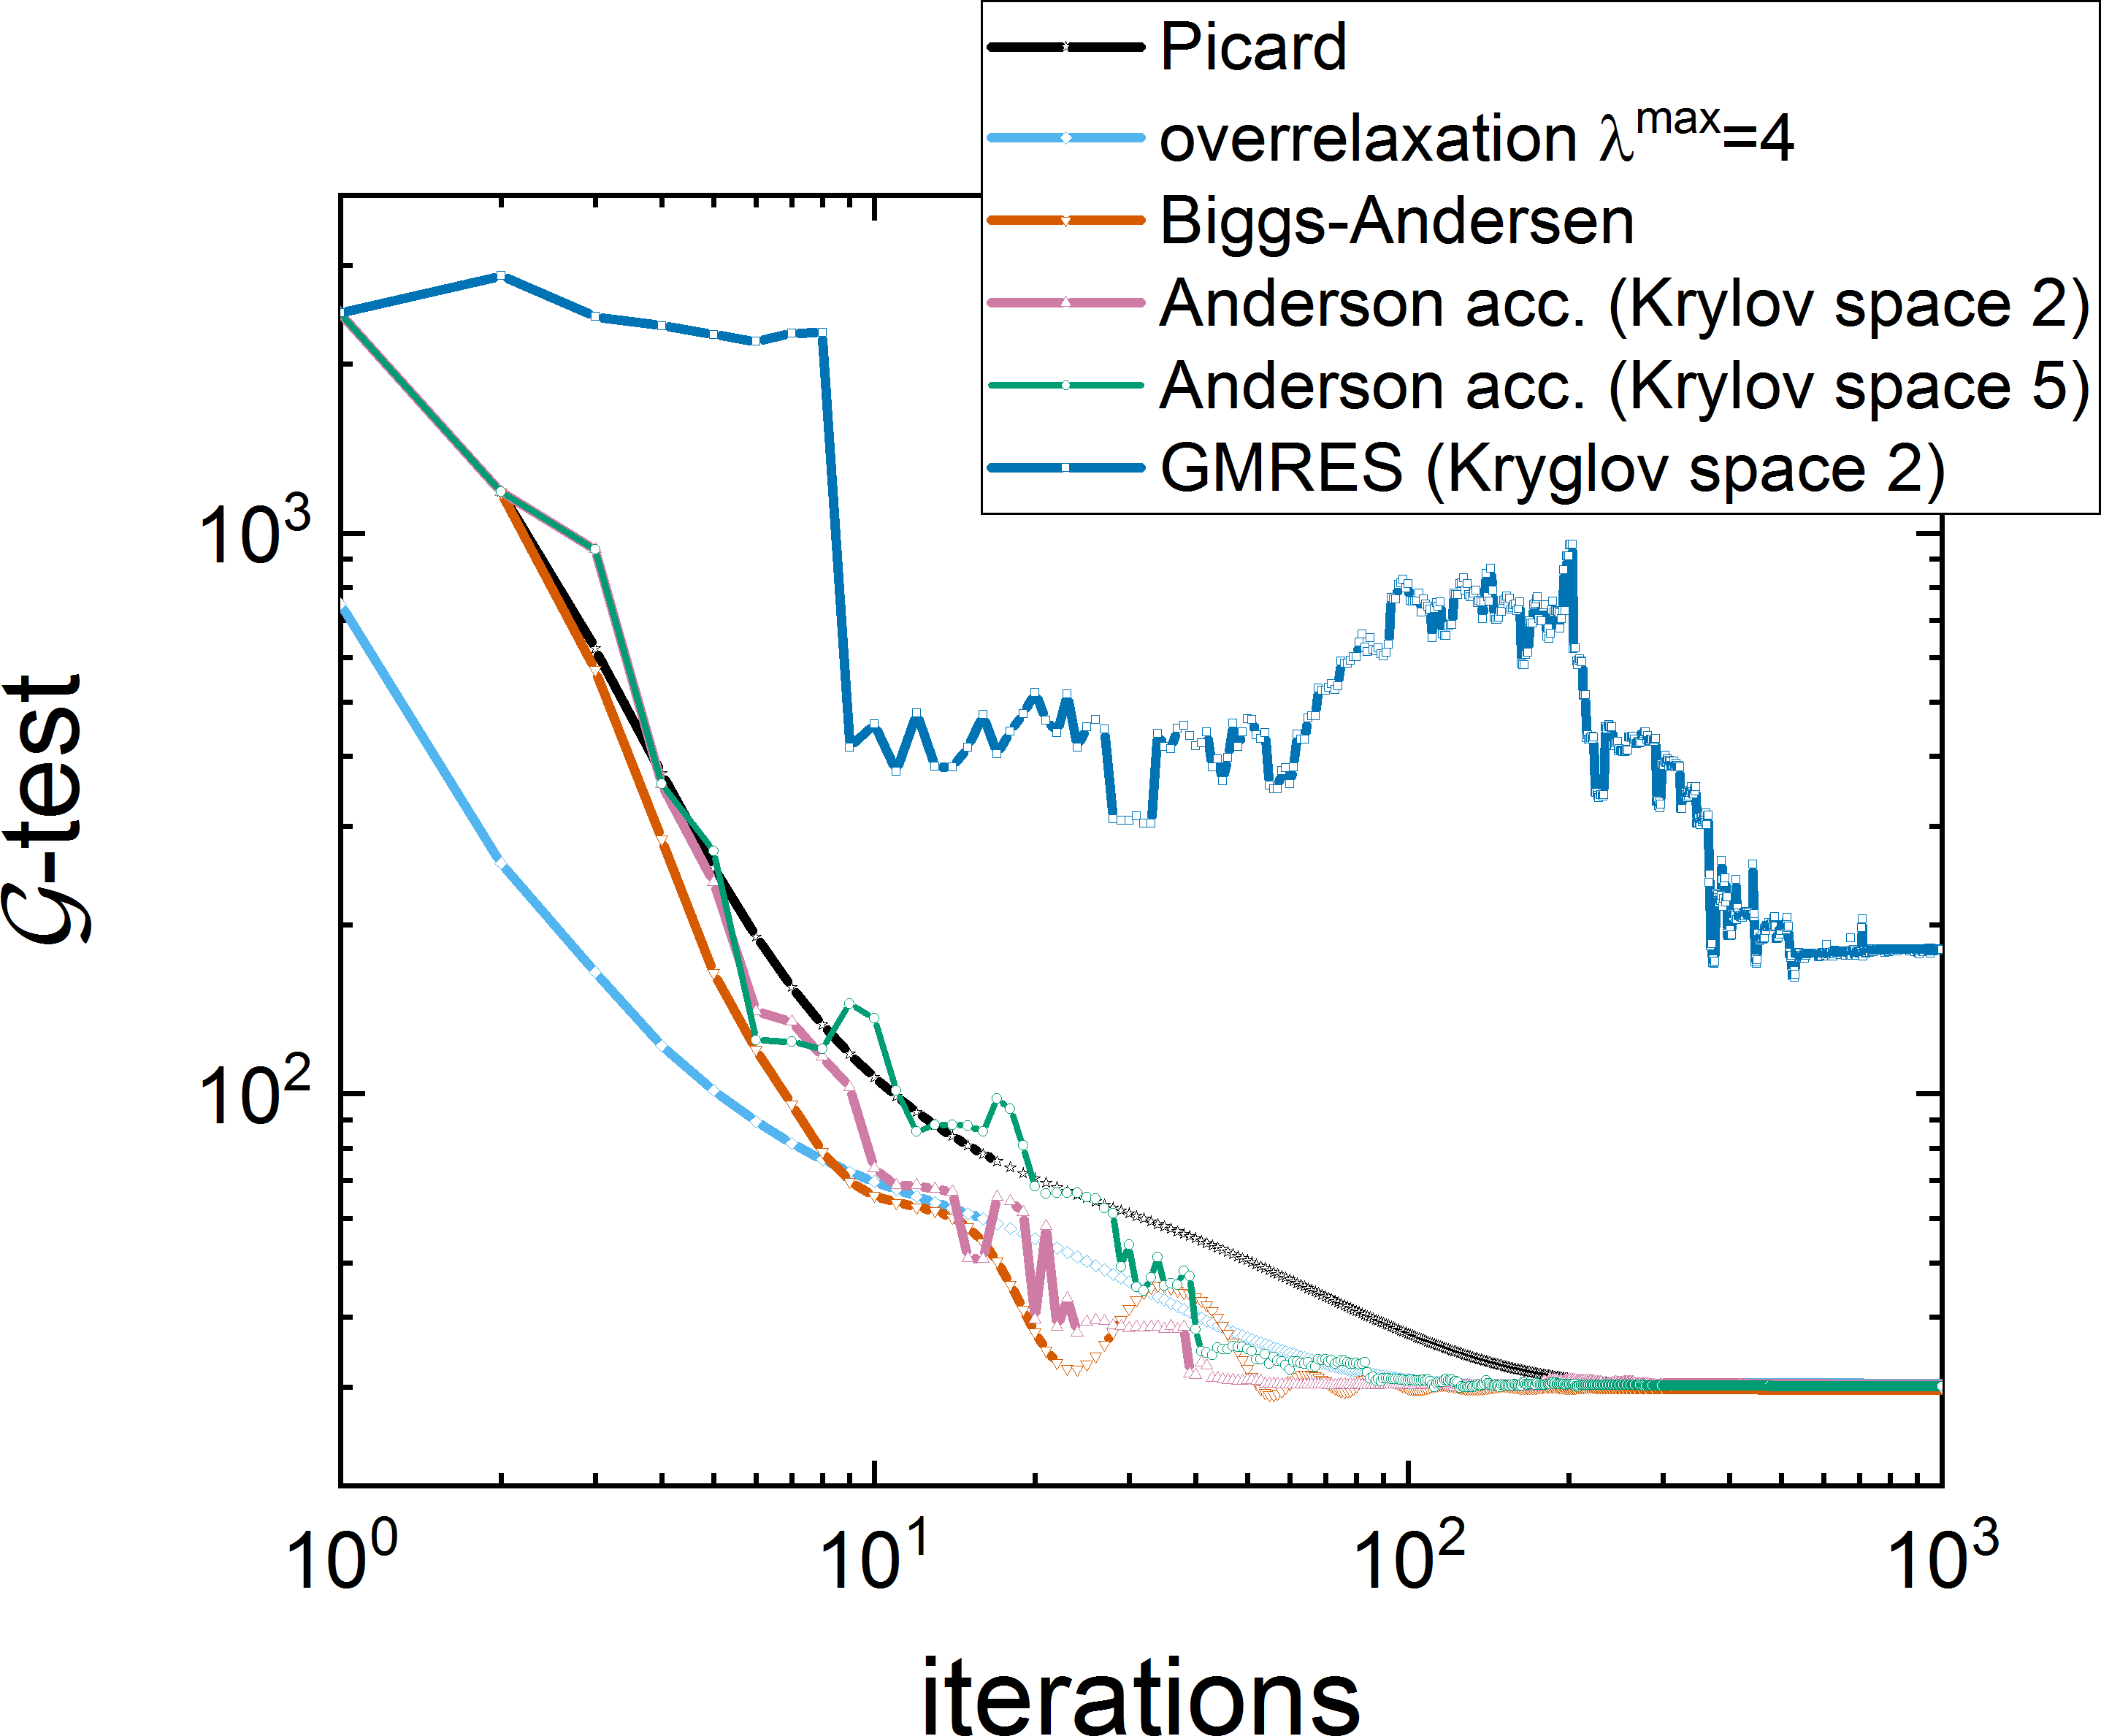 Picard
overrelaxation λ^max=4
Biggs-Andersen
Anderson acc. (Krylov space 2)
Anderson acc. (Krylov space 5)
GMRES (Kryglov space 2)
10^3
10^2
𝒢-test
10^0 10^1 10^2 10^3
iterations